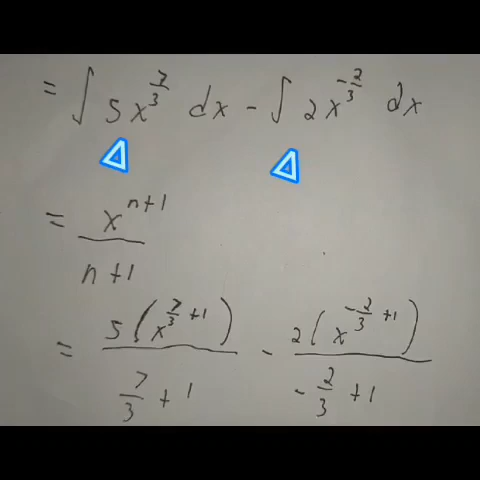 = ∫ 5x^(7/3) dx - ∫ 2x^(-2/3) dx
= x^(n+1) / (n+1)
= 5(x^(7/3 + 1)) / (7/3 + 1) - 2(x^(-2/3 + 1)) / (-2/3 + 1)